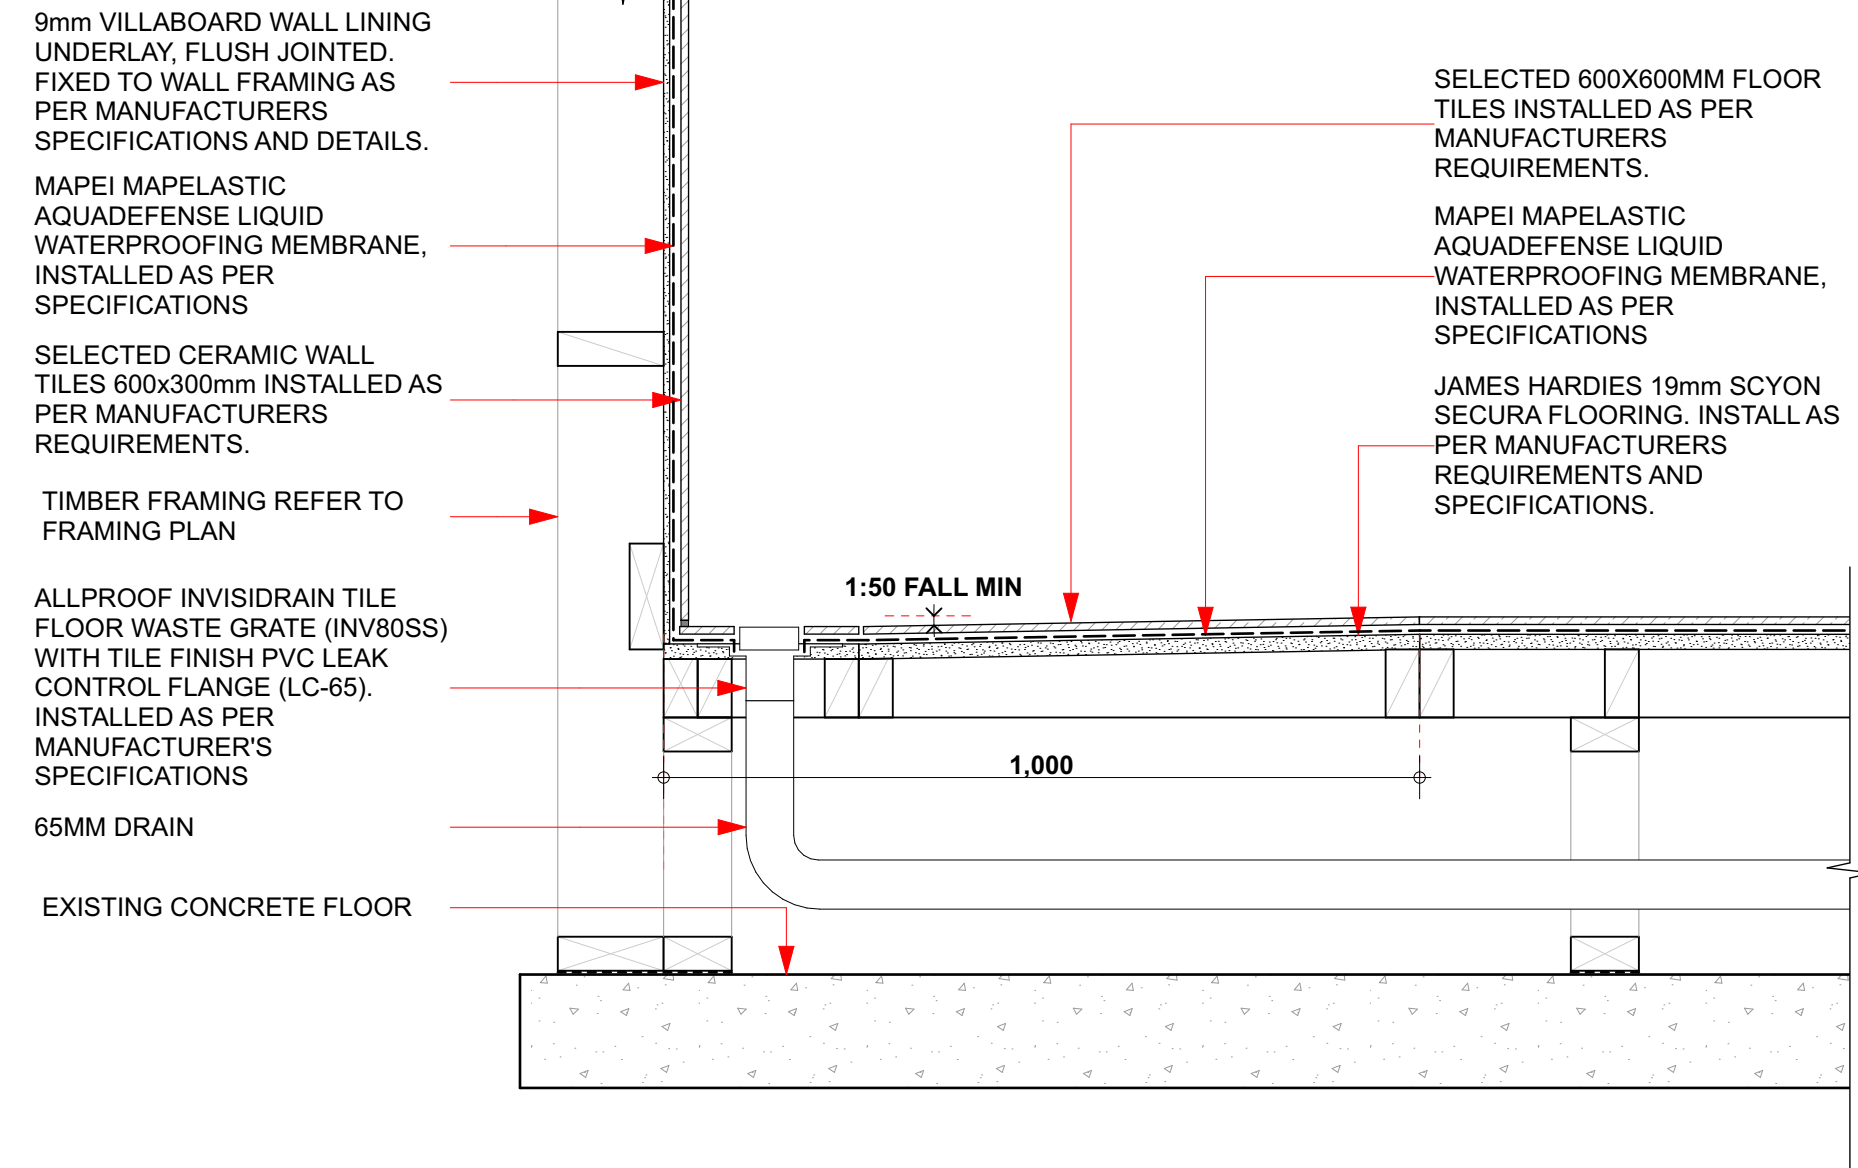 9mm VILLABOARD WALL LINING
UNDERLAY, FLUSH JOINTED.
FIXED TO WALL FRAMING AS
PER MANUFACTURERS
SPECIFICATIONS AND DETAILS.
MAPEI MAPELASTIC
AQUADEFENSE LIQUID
WATERPROOFING MEMBRANE,
INSTALLED AS PER
SPECIFICATIONS
SELECTED CERAMIC WALL
TILES 600x300mm INSTALLED AS
PER MANUFACTURERS
REQUIREMENTS.
TIMBER FRAMING REFER TO
FRAMING PLAN
ALLPROOF INVISIDRAIN TILE
FLOOR WASTE GRATE (INV80SS)
WITH TILE FINISH PVC LEAK
CONTROL FLANGE (LC-65).
INSTALLED AS PER
MANUFACTURER'S
SPECIFICATIONS
65MM DRAIN
EXISTING CONCRETE FLOOR
1:50 FALL MIN
1,000
SELECTED 600X600MM FLOOR
TILES INSTALLED AS PER
MANUFACTURERS
REQUIREMENTS.
MAPEI MAPELASTIC
AQUADEFENSE LIQUID
WATERPROOFING MEMBRANE,
INSTALLED AS PER
SPECIFICATIONS
JAMES HARDIES 19mm SCYON
SECURA FLOORING. INSTALL AS
PER MANUFACTURERS
REQUIREMENTS AND
SPECIFICATIONS.